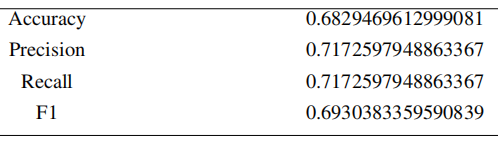 Accuracy 0.6829469612999081
Precision 0.7172597948863367
Recall 0.7172597948863367
F1 0.6930383359590839